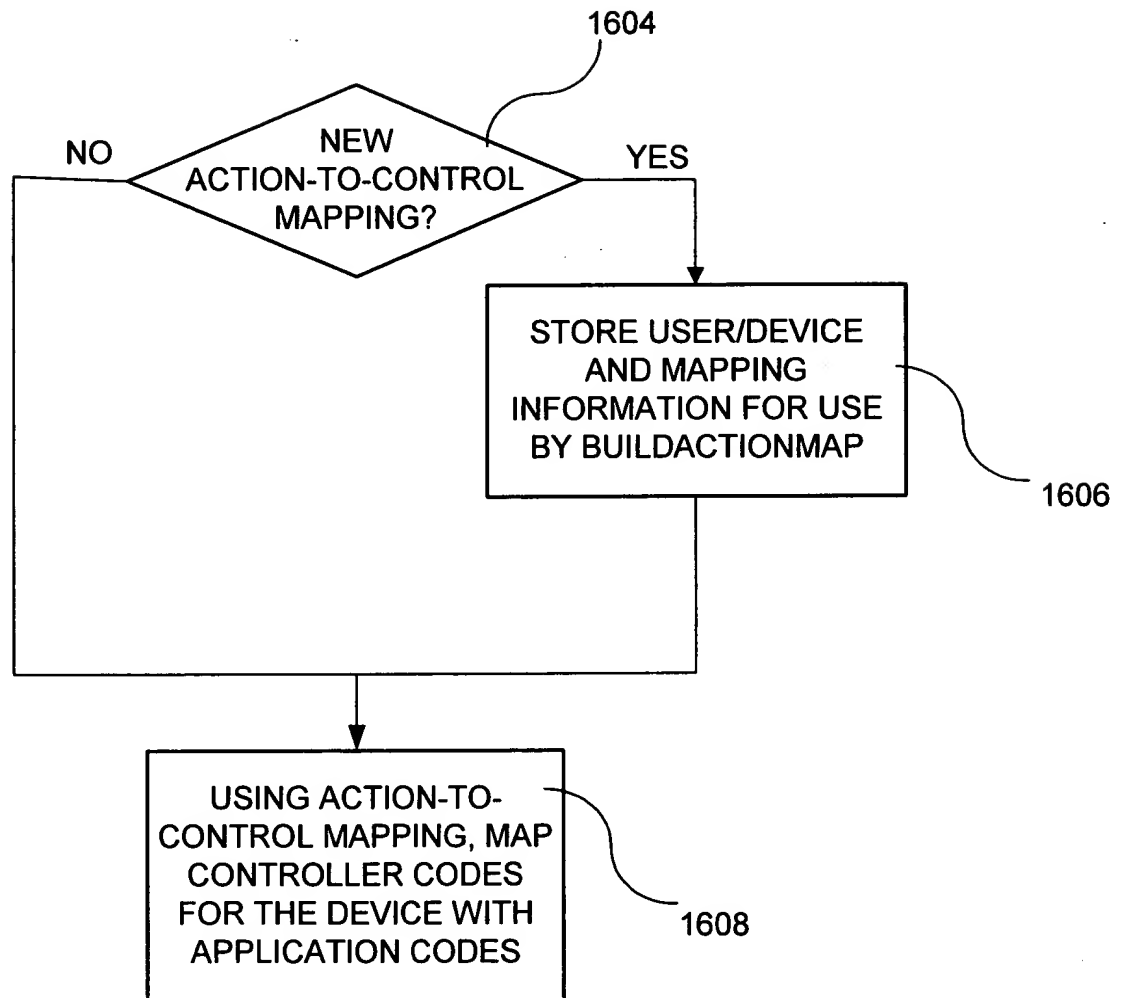 1604
NEW
NO
YES
ACTION-TO-CONTROL
MAPPING?
STORE USER/DEVICE
AND MAPPING
INFORMATION FOR USE
BY BUILDACTIONMAP
1606
USING ACTION-TO-
CONTROL MAPPING, MAP
CONTROLLER CODES
FOR THE DEVICE WITH
APPLICATION CODES
1608